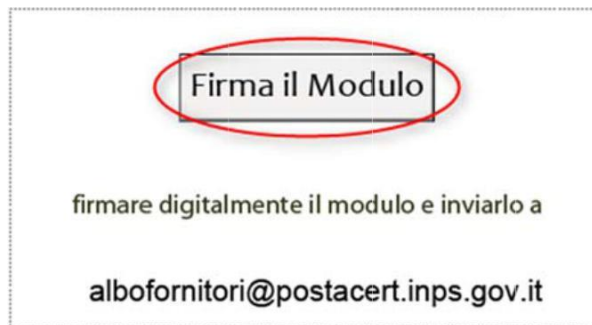 Firma il Modulo
firmare digitalmente il modulo e inviarlo a
albofornitori@postacert.inps.gov.it